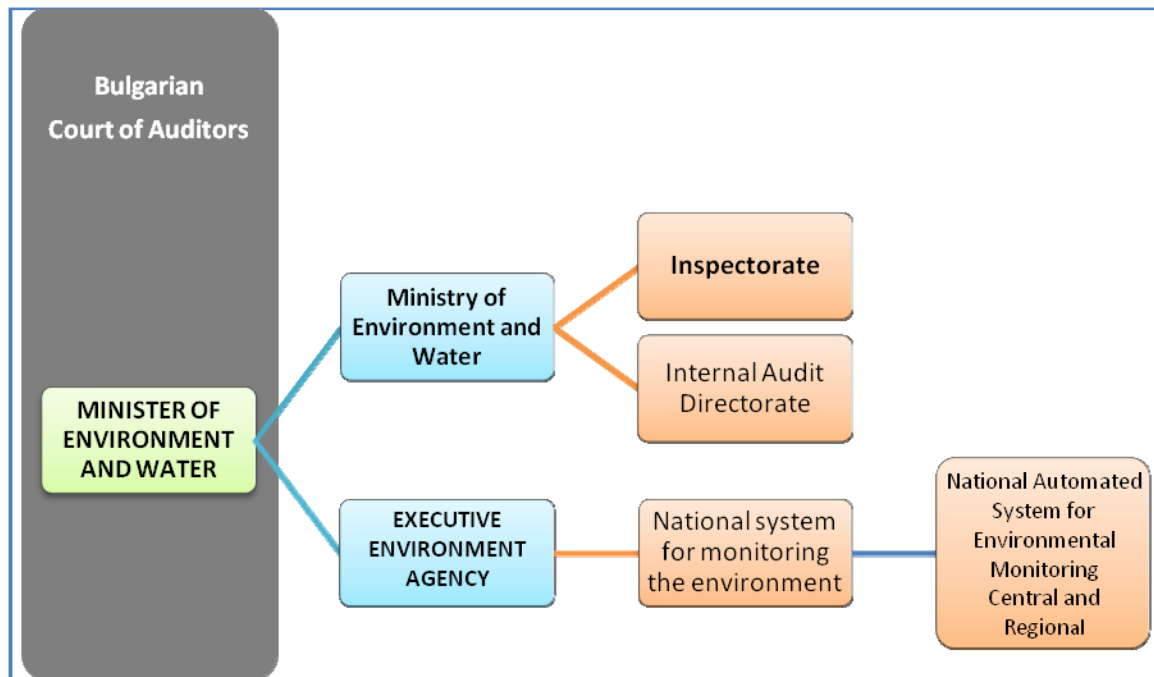 Bulgarian
Court of Auditors
MINISTER OF
ENVIRONMENT
AND WATER
Ministry of
Environment and
Water
Inspectorate
Internal Audit
Directorate
EXECUTIVE
ENVIRONMENT
AGENCY
National system
for monitoring
the environment
National Automated
System for
Environmental
Monitoring
Central and
Regional